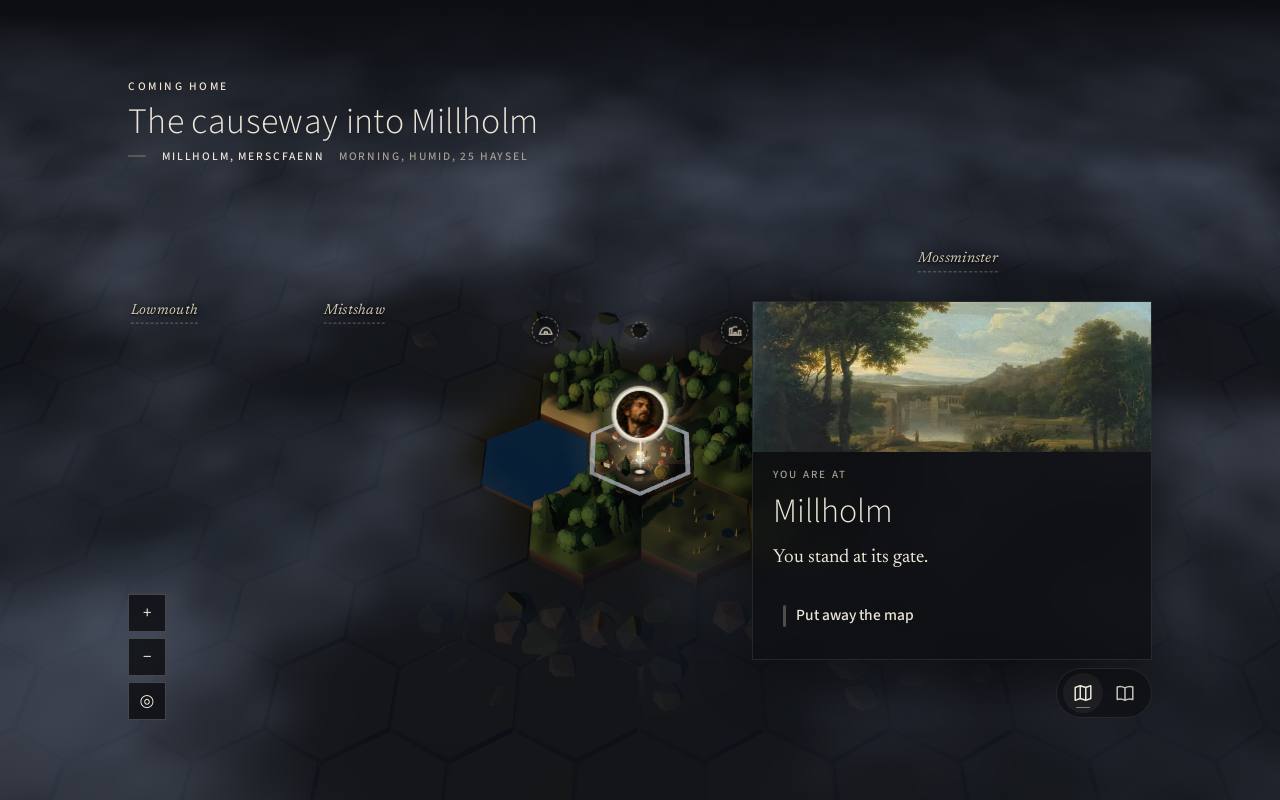 COMING HOME
The causeway into Millholm
MILLHOLM, MERSCFAENN MORNING, HUMID, 25 HAYSEL
Mossminster
Lowmouth
Mistshaw
YOU ARE AT
Millholm
You stand at its gate.
Put away the map
+
−